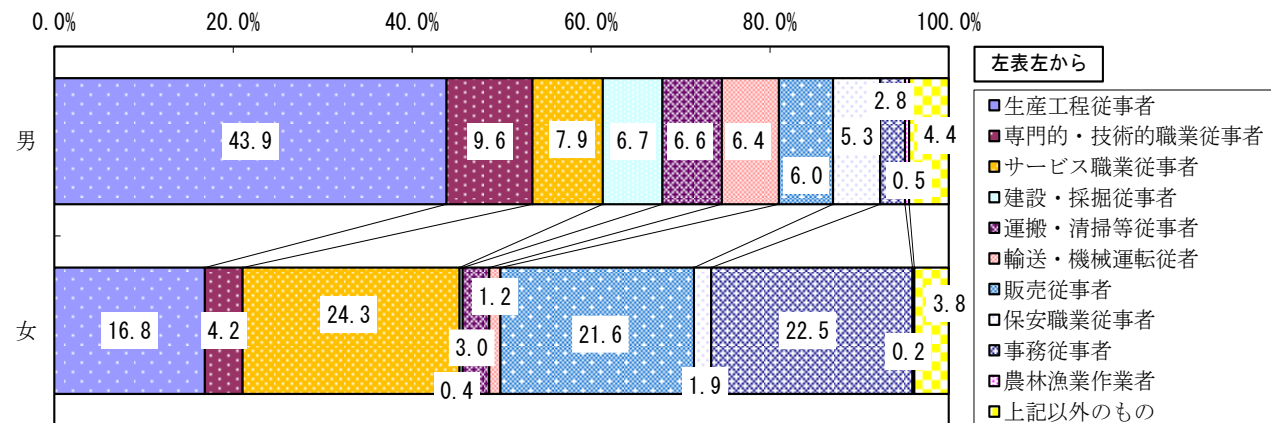 0.0% 20.0% 40.0% 60.0% 80.0% 100.0%
男
43.9 9.6 7.9 6.7 6.6 6.4 6.0 5.3 2.8 0.5 4.4
女
16.8 4.2 24.3 0.4 3.0 1.2 21.6 1.9 22.5 0.2 3.8
左表左から
生産工程従事者
専門的・技術的職業従事者
サービス職業従事者
建設・採掘従事者
運搬・清掃等従事者
輸送・機械運転従者
販売従事者
保安職業従事者
事務従事者
農林漁業作業者
上記以外のもの